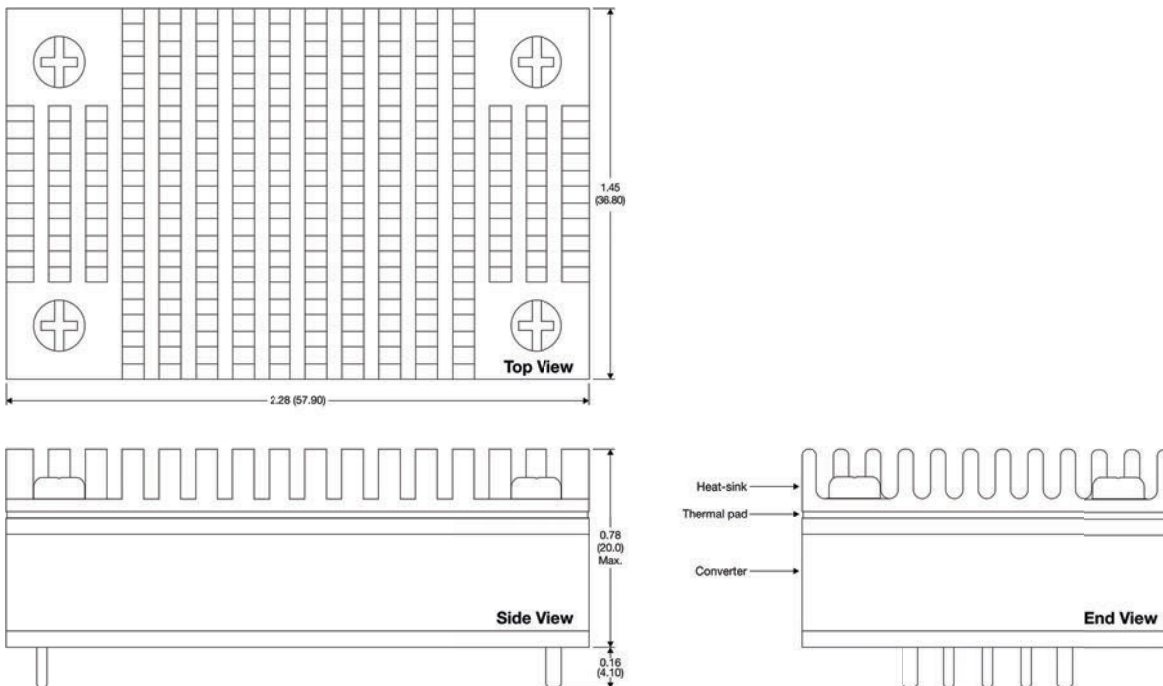 1.45
(36.80)
Top View
2.28 (57.90)
Heat-sink
Thermal pad
0.78
(20.0)
Max.
Converter
Side View
End View
0.16
(4.10)